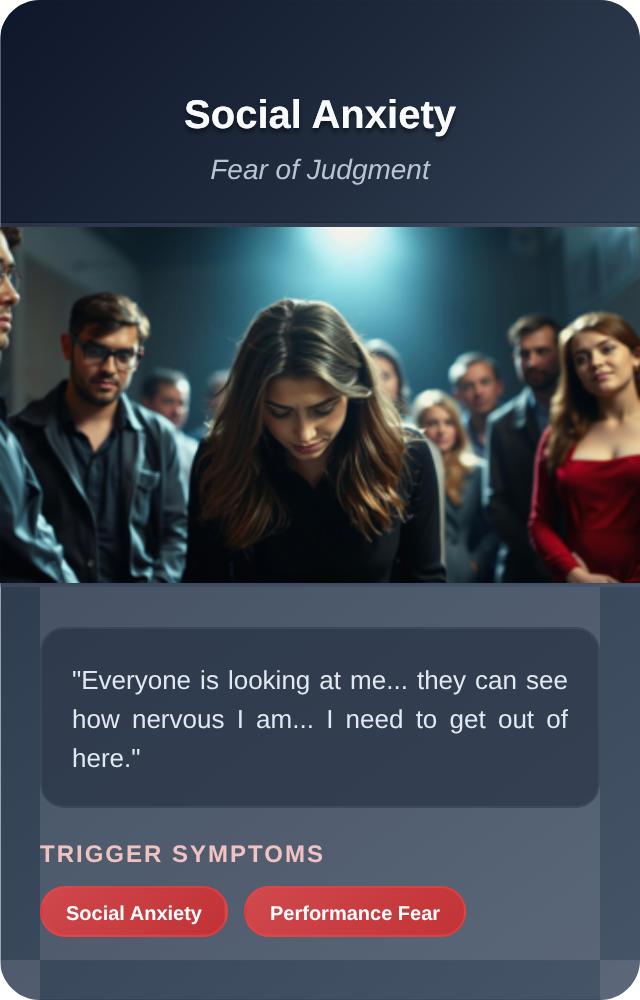 Social Anxiety
Fear of Judgment
"Everyone is looking at me... they can see
how nervous I am... I need to get out of
here."
TRIGGER SYMPTOMS
Social Anxiety
Performance Fear